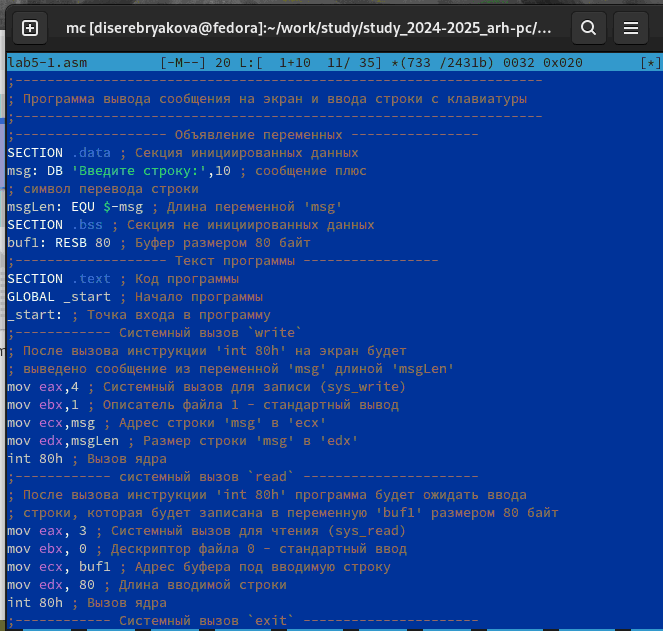 mc [diserebryakova@fedora]:~/work/study/study_2024-2025_arh-pc/...
lab5-1.asm [-M--] 20 L:[ 1+10 11/ 35] *(733 /2431b) 0032 0x020 [*]
;------------------------------------------------------------------
; Программа вывода сообщения на экран и ввода строки с клавиатуры
;------------------------------------------------------------------
;------------------- Объявление переменных ----------------
SECTION .data ; Секция инициированных данных
msg: DB 'Введите строку:',10 ; сообщение плюс
; символ перевода строки
msgLen: EQU $-msg ; Длина переменной 'msg'
SECTION .bss ; Секция не инициированных данных
buf1: RESB 80 ; Буфер размером 80 байт
;------------------- Текст программы -----------------
SECTION .text ; Код программы
GLOBAL _start ; Начало программы
_start: ; Точка входа в программу
;------------ Cистемный вызов `write`
; После вызова инструкции 'int 80h' на экран будет
; выведено сообщение из переменной 'msg' длиной 'msgLen'
mov eax,4 ; Системный вызов для записи (sys_write)
mov ebx,1 ; Описатель файла 1 - стандартный вывод
mov ecx,msg ; Адрес строки 'msg' в 'ecx'
mov edx,msgLen ; Размер строки 'msg' в 'edx'
int 80h ; Вызов ядра
;------------ системный вызов `read` ----------------------
; После вызова инструкции 'int 80h' программа будет ожидать ввода
; строки, которая будет записана в переменную 'buf1' размером 80 байт
mov eax, 3 ; Системный вызов для чтения (sys_read)
mov ebx, 0 ; Дескриптор файла 0 - стандартный ввод
mov ecx, buf1 ; Адрес буфера под вводимую строку
mov edx, 80 ; Длина вводимой строки
int 80h ; Вызов ядра
;------------ Системный вызов `exit` ----------------------